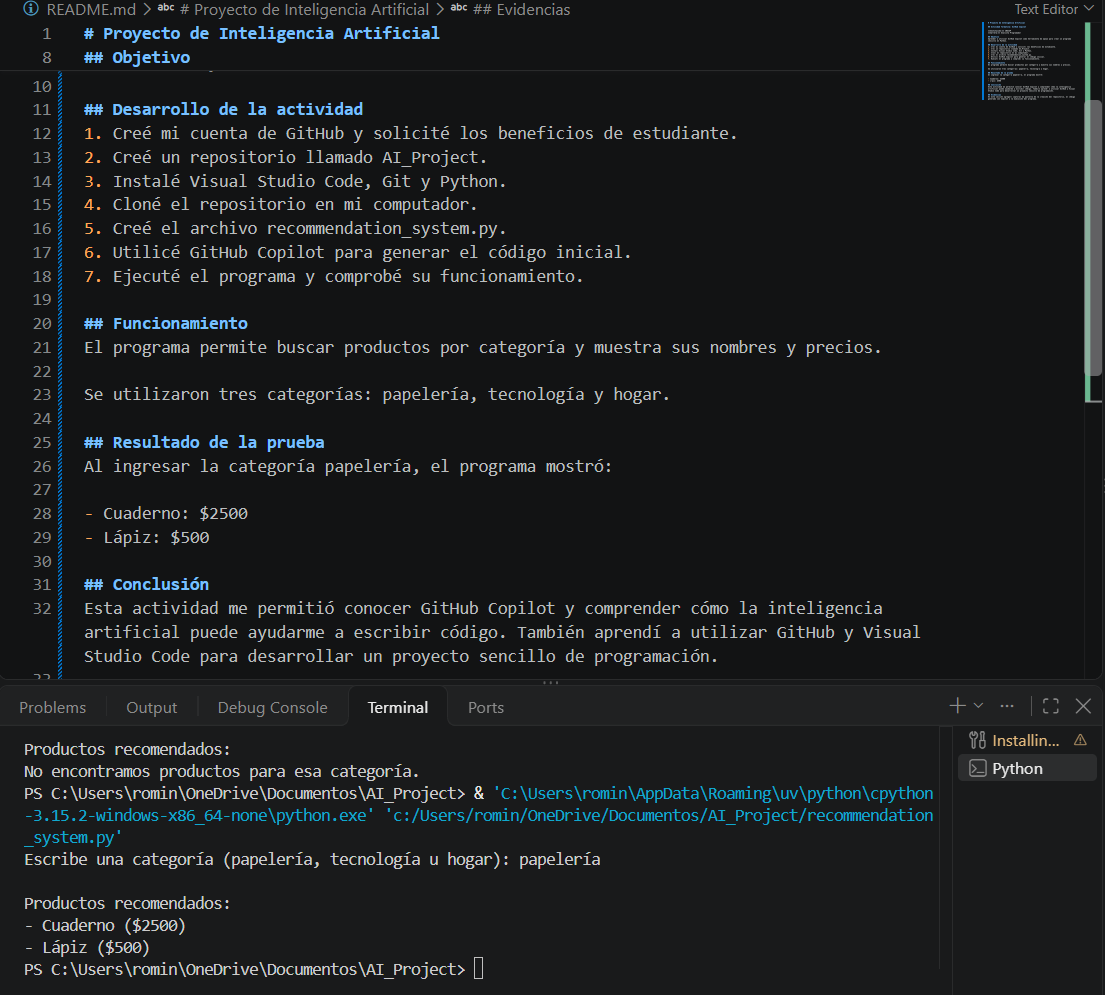 README.md > # Proyecto de Inteligencia Artificial > ## Evidencias
Text Editor
1 # Proyecto de Inteligencia Artificial
8 ## Objetivo
10
11 ## Desarrollo de la actividad
12 1. Creé mi cuenta de GitHub y solicité los beneficios de estudiante.
13 2. Creé un repositorio llamado AI_Project.
14 3. Instalé Visual Studio Code, Git y Python.
15 4. Cloné el repositorio en mi computador.
16 5. Creé el archivo recommendation_system.py.
17 6. Utilicé GitHub Copilot para generar el código inicial.
18 7. Ejecuté el programa y comprobé su funcionamiento.
19
20 ## Funcionamiento
21 El programa permite buscar productos por categoría y muestra sus nombres y precios.
22
23 Se utilizaron tres categorías: papelería, tecnología y hogar.
24
25 ## Resultado de la prueba
26 Al ingresar la categoría papelería, el programa mostró:
27
28 - Cuaderno: $2500
29 - Lápiz: $500
30
31 ## Conclusión
32 Esta actividad me permitió conocer GitHub Copilot y comprender cómo la inteligencia
artificial puede ayudarme a escribir código. También aprendí a utilizar GitHub y Visual
Studio Code para desarrollar un proyecto sencillo de programación.
Problems Output Debug Console Terminal Ports
Productos recomendados:
No encontramos productos para esa categoría.
PS C:\Users\romin\OneDrive\Documentos\AI_Project> & 'C:\Users\romin\AppData\Roaming\uv\python\cpython
-3.15.2-windows-x86_64-none\python.exe' 'c:/Users/romin/OneDrive/Documentos/AI_Project/recommendation
_system.py'
Escribe una categoría (papelería, tecnología u hogar): papelería
Productos recomendados:
- Cuaderno ($2500)
- Lápiz ($500)
PS C:\Users\romin\OneDrive\Documentos\AI_Project>
Installin...
Python